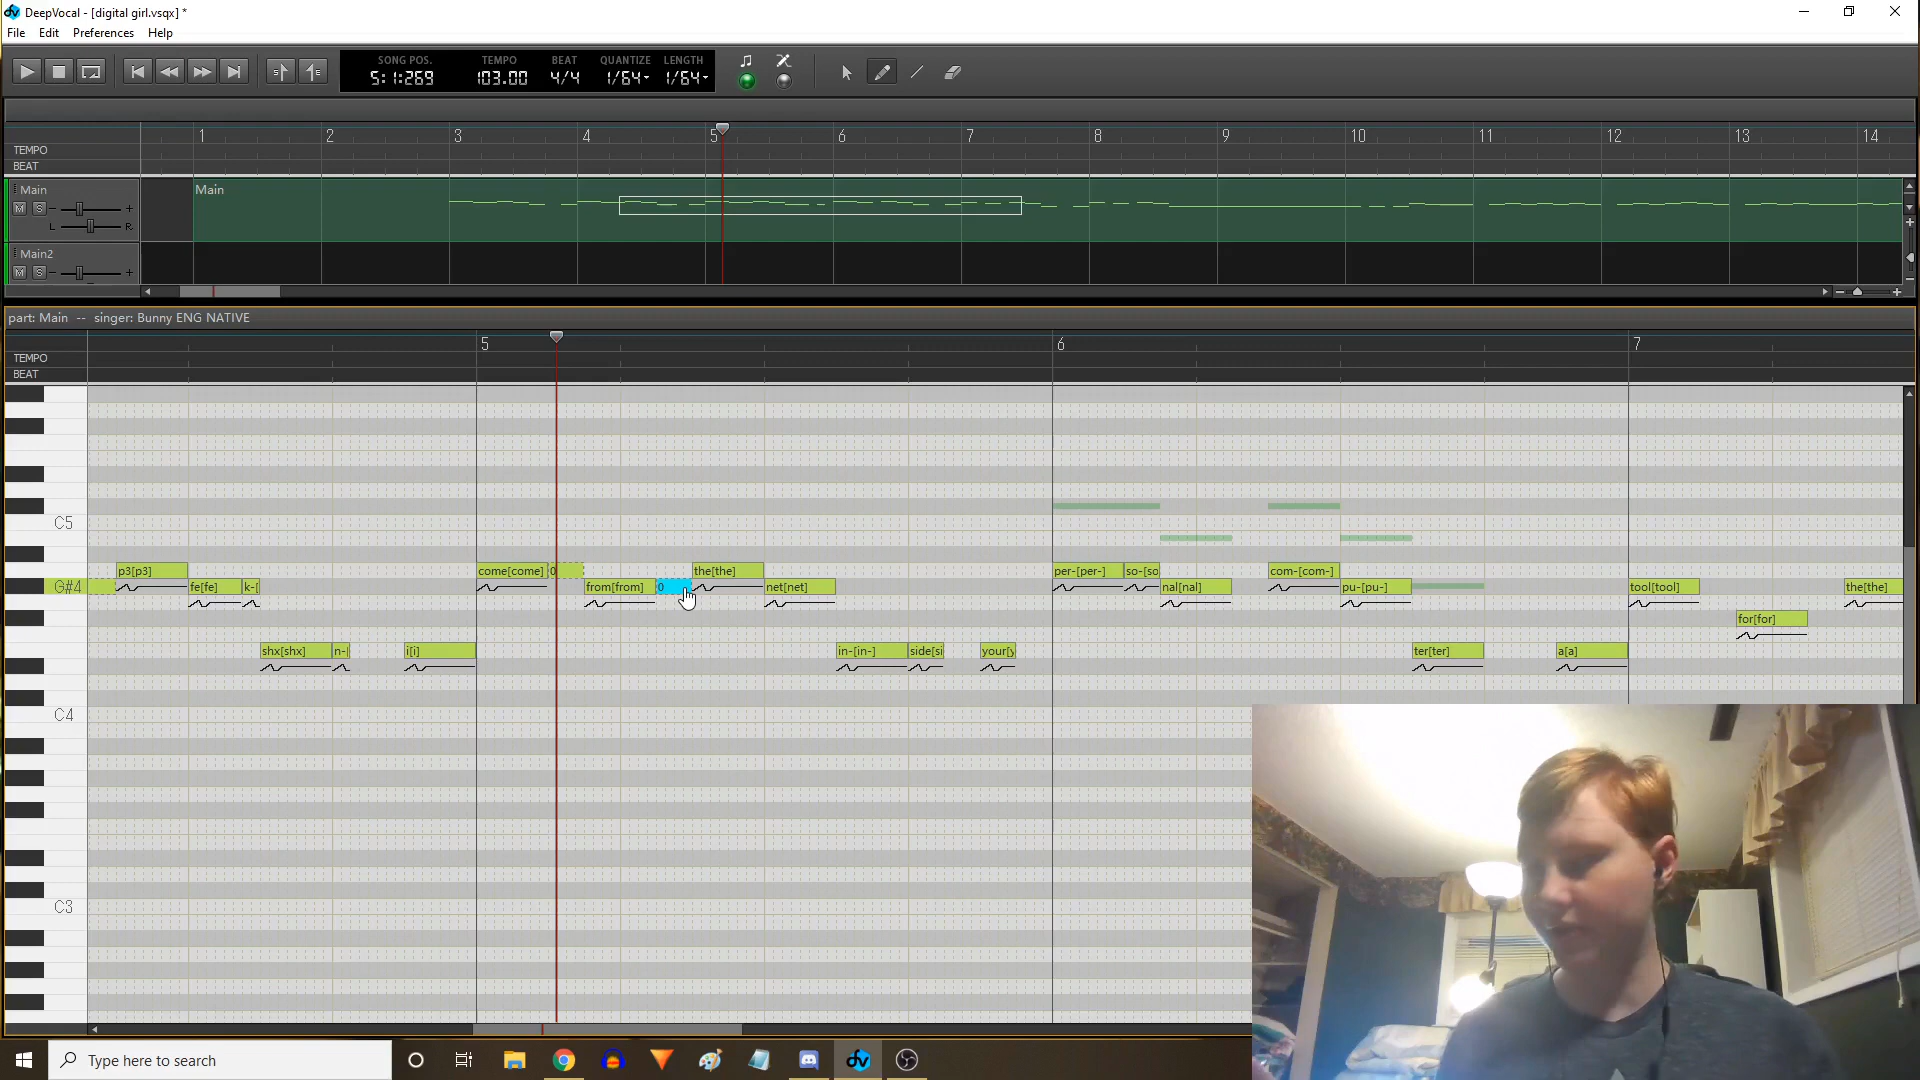 DeepVocal - [digital girl.vsqx] *
File Edit Preferences Help
SONG POS. TEMPO BEAT QUANTIZE LENGTH
5:1:269 103.00 4/4 1/64 1/64
1 2 3 4 5 6 7 8 9 10 11 12 13 14
TEMPO
BEAT
Main Main
M S - +
L R
Main2
M S - +
part: Main -- singer: Bunny ENG NATIVE
5 6 7
TEMPO
BEAT
C5
p3[p3] come[come] 0 the[the] per-[per-] so-[so com-[com-]
G#4 fe[fe] k-[ from[from] 0 net[net] nal[nal] pu-[pu-] tool[tool] the[the]
for[for]
shx[shx] n-[ i[i] in-[in-] side[si your[y ter[ter] a[a]
C4
C3
Type here to search